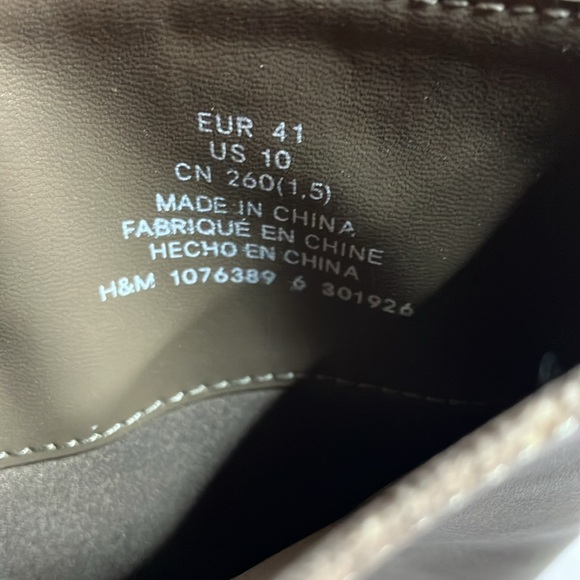 EUR 41
US 10
CN 260(1,5)
MADE IN CHINA
FABRIQUÉ EN CHINE
HECHO EN CHINA
H&M 1076389 6 301926